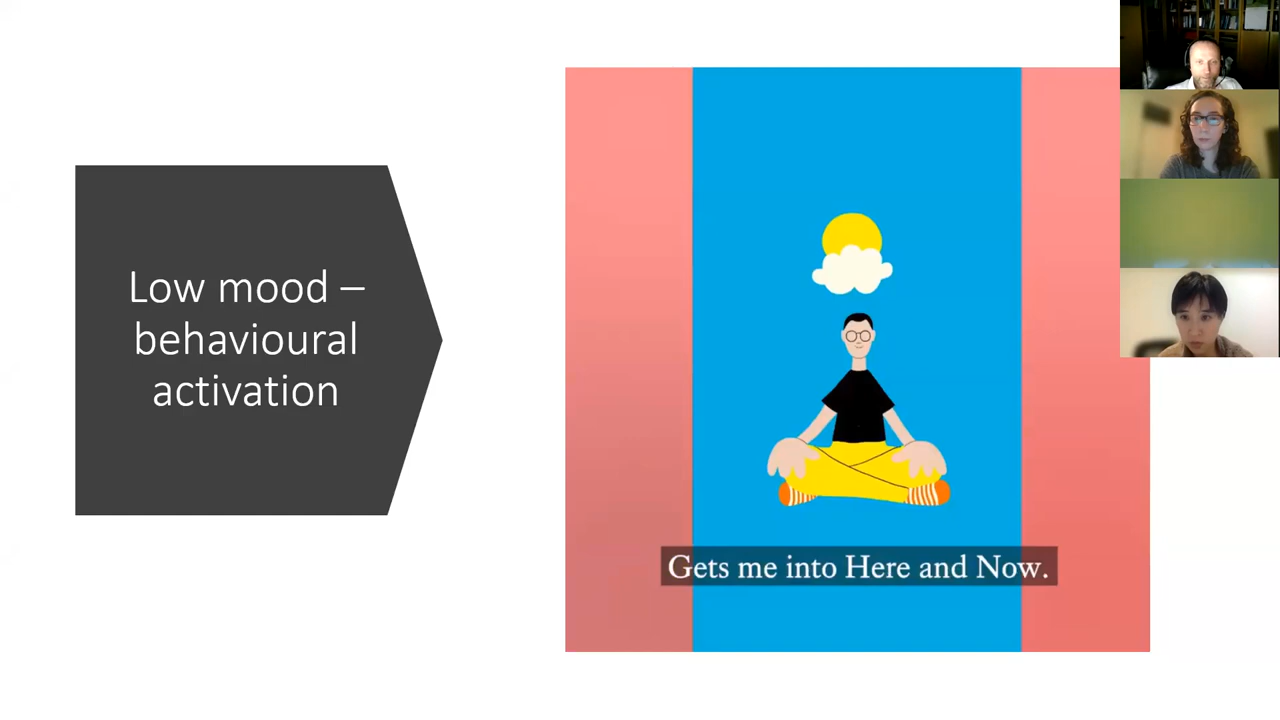 Low mood –
behavioural
activation
Gets me into Here and Now.